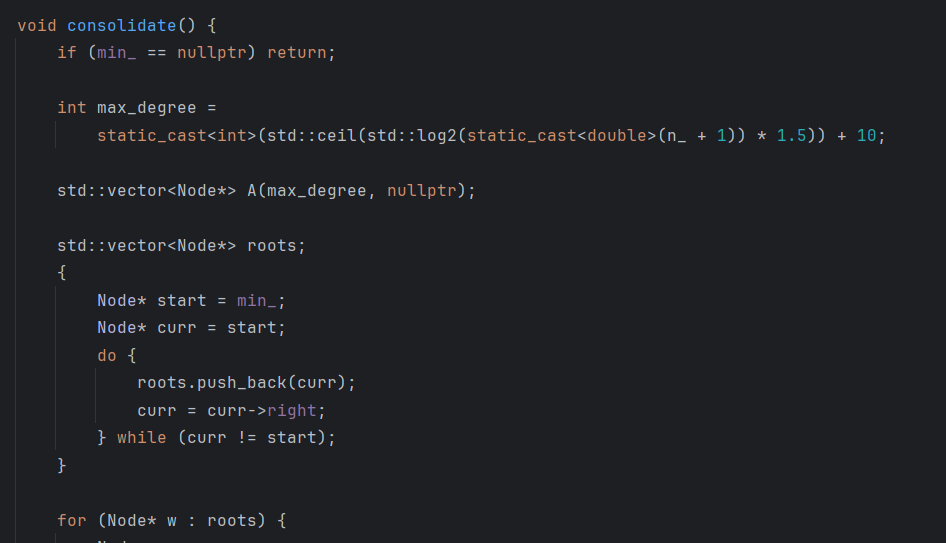 void consolidate() {
    if (min_ == nullptr) return;

    int max_degree =
        static_cast<int>(std::ceil(std::log2(static_cast<double>(n_ + 1)) * 1.5)) + 10;

    std::vector<Node*> A(max_degree, nullptr);

    std::vector<Node*> roots;
    {
        Node* start = min_;
        Node* curr = start;
        do {
            roots.push_back(curr);
            curr = curr->right;
        } while (curr != start);
    }

    for (Node* w : roots) {